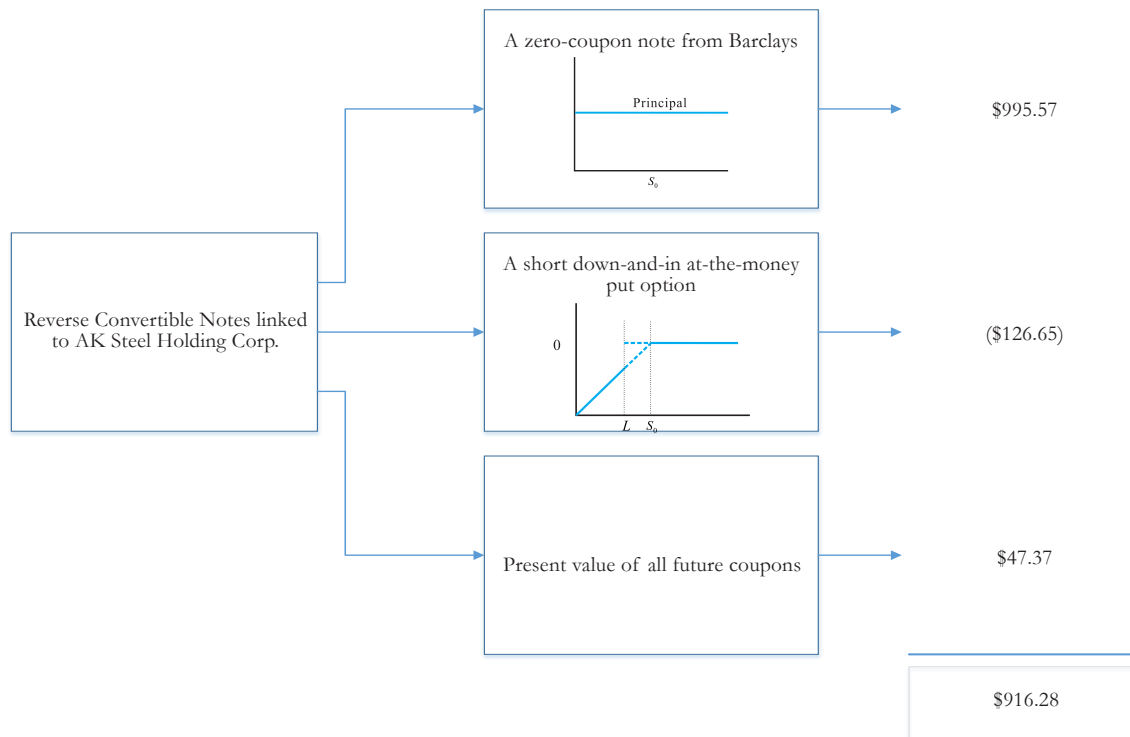 A zero-coupon note from Barclays
Principal
S₀
$995.57
Reverse Convertible Notes linked
to AK Steel Holding Corp.
A short down-and-in at-the-money
put option
0
L S₀
($126.65)
Present value of all future coupons
$47.37
$916.28